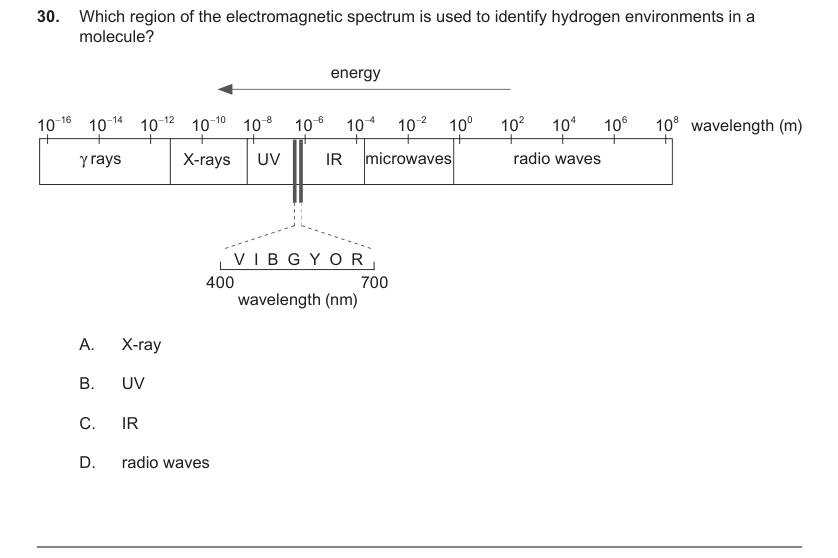 30. Which region of the electromagnetic spectrum is used to identify hydrogen environments in a
molecule?
energy
10⁻¹⁶ 10⁻¹⁴ 10⁻¹² 10⁻¹⁰ 10⁻⁸ 10⁻⁶ 10⁻⁴ 10⁻² 10⁰ 10² 10⁴ 10⁶ 10⁸ wavelength (m)
γ rays X-rays UV IR microwaves radio waves
V I B G Y O R
400 700
wavelength (nm)
A. X-ray
B. UV
C. IR
D. radio waves